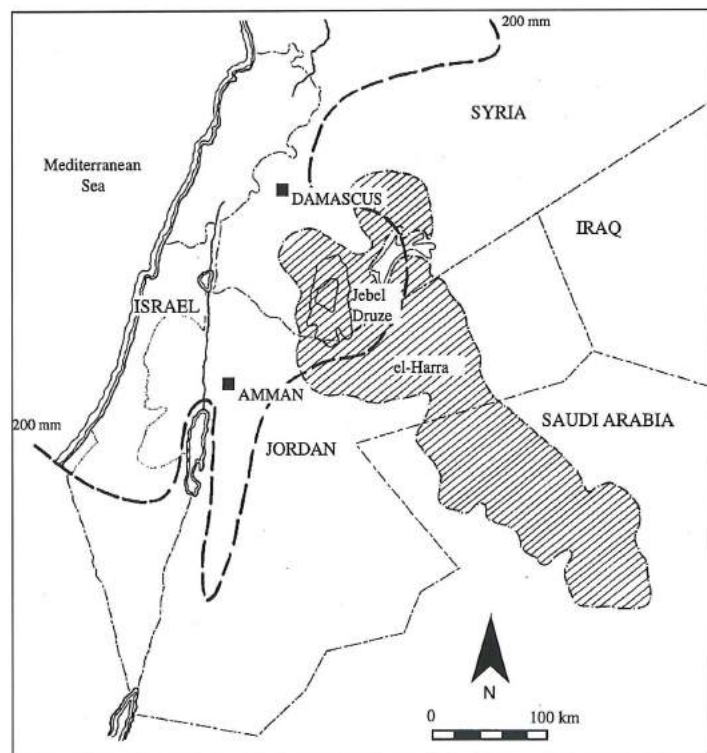 200 mm
SYRIA
Mediterranean
Sea
DAMASCUS
IRAQ
ISRAEL
Jebel
Druze
el-Harra
AMMAN
SAUDI ARABIA
200 mm
JORDAN
N
0 100 km